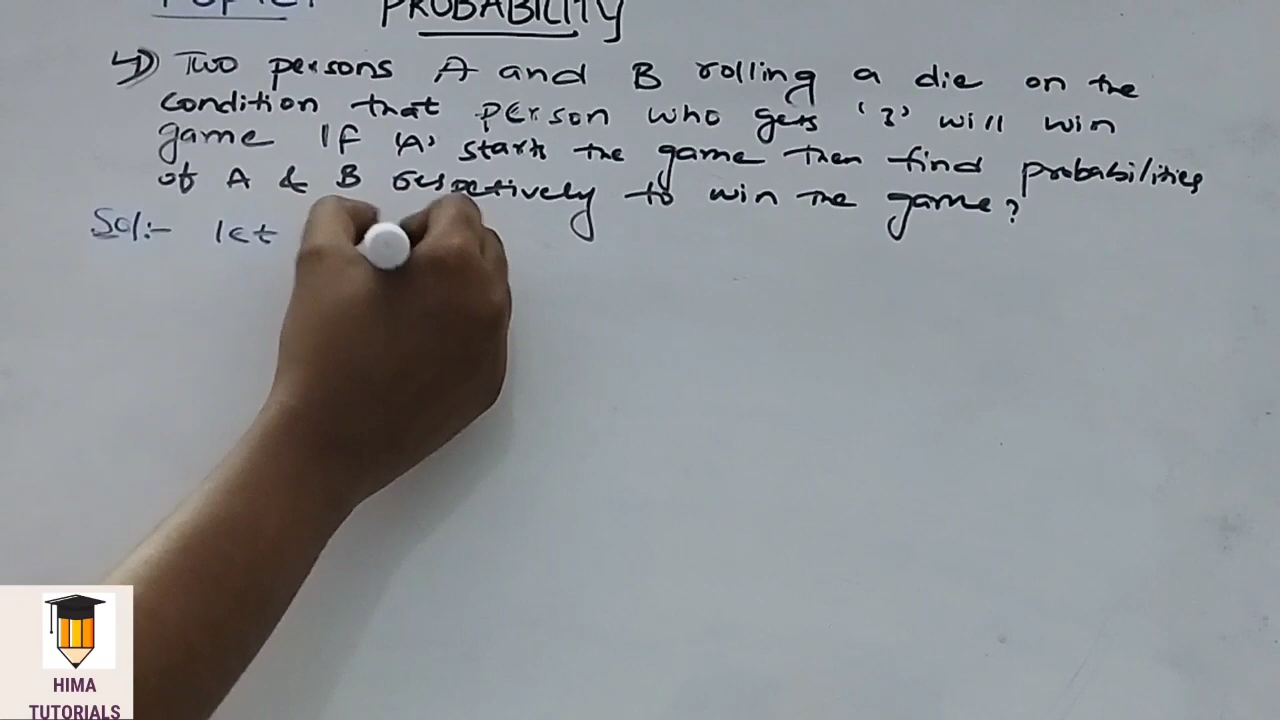 TOPIC: PROBABILITY
4) Two persons A and B rolling a die on the
condition that person who gets '3' will win
game If 'A' starts the game then find probabilities
of A & B respectively to win the game?
Sol:- let
HIMA
TUTORIALS